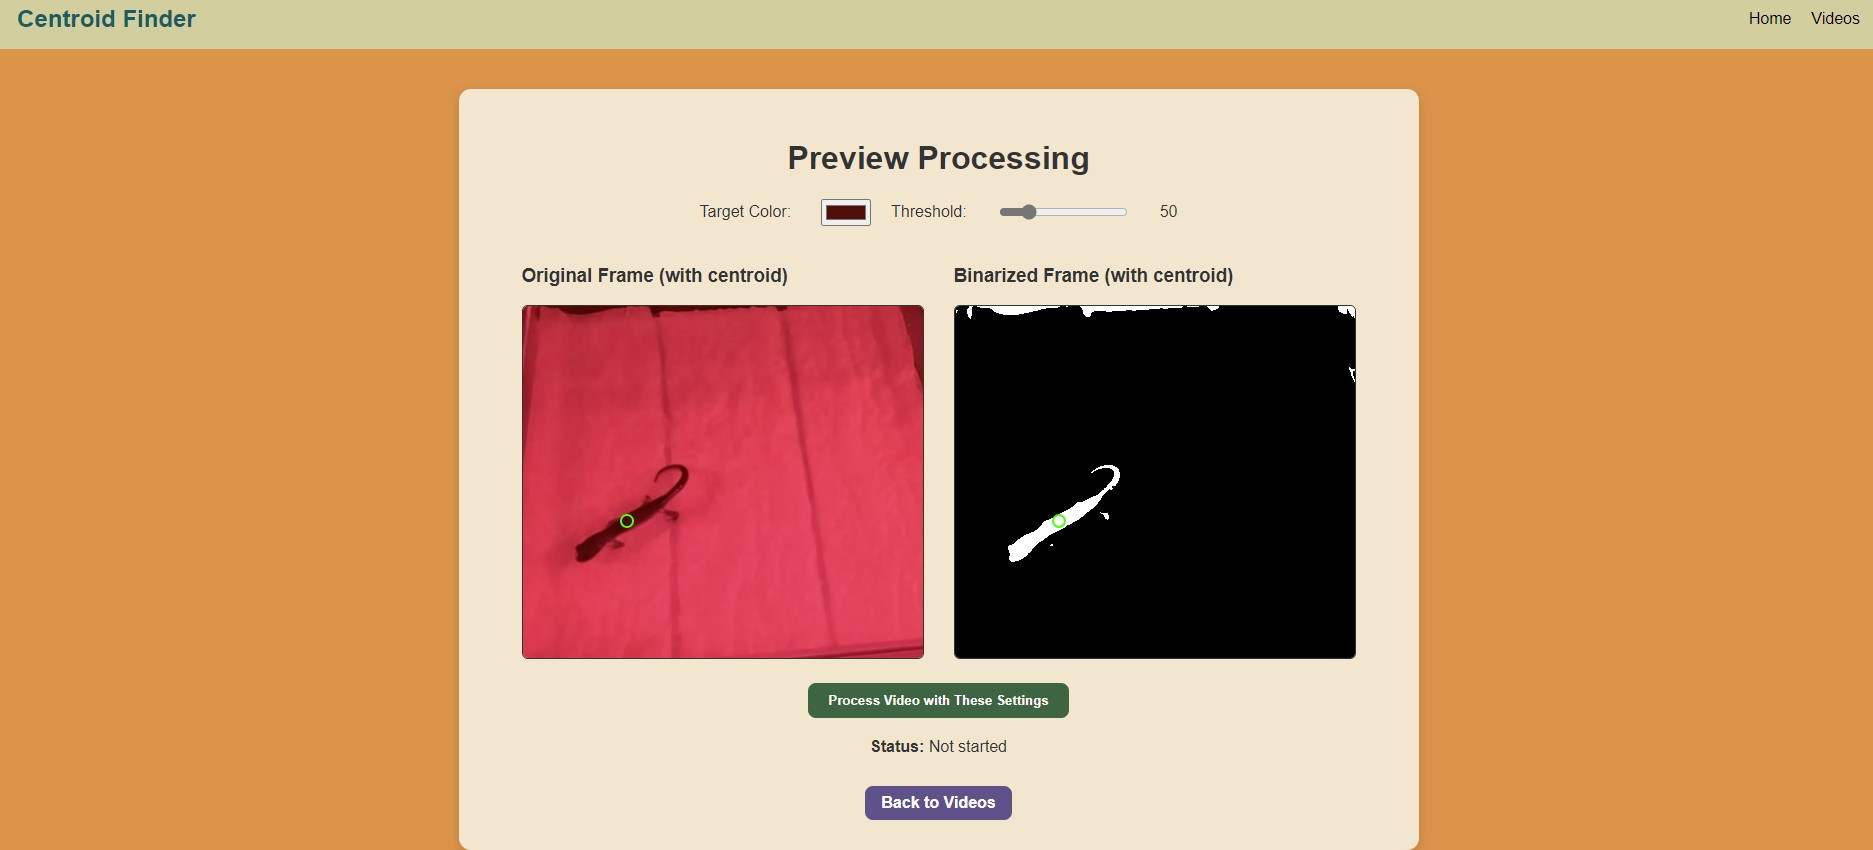 Centroid Finder
Home Videos
Preview Processing
Target Color: Threshold: 50
Original Frame (with centroid)
Binarized Frame (with centroid)
Process Video with These Settings
Status: Not started
Back to Videos